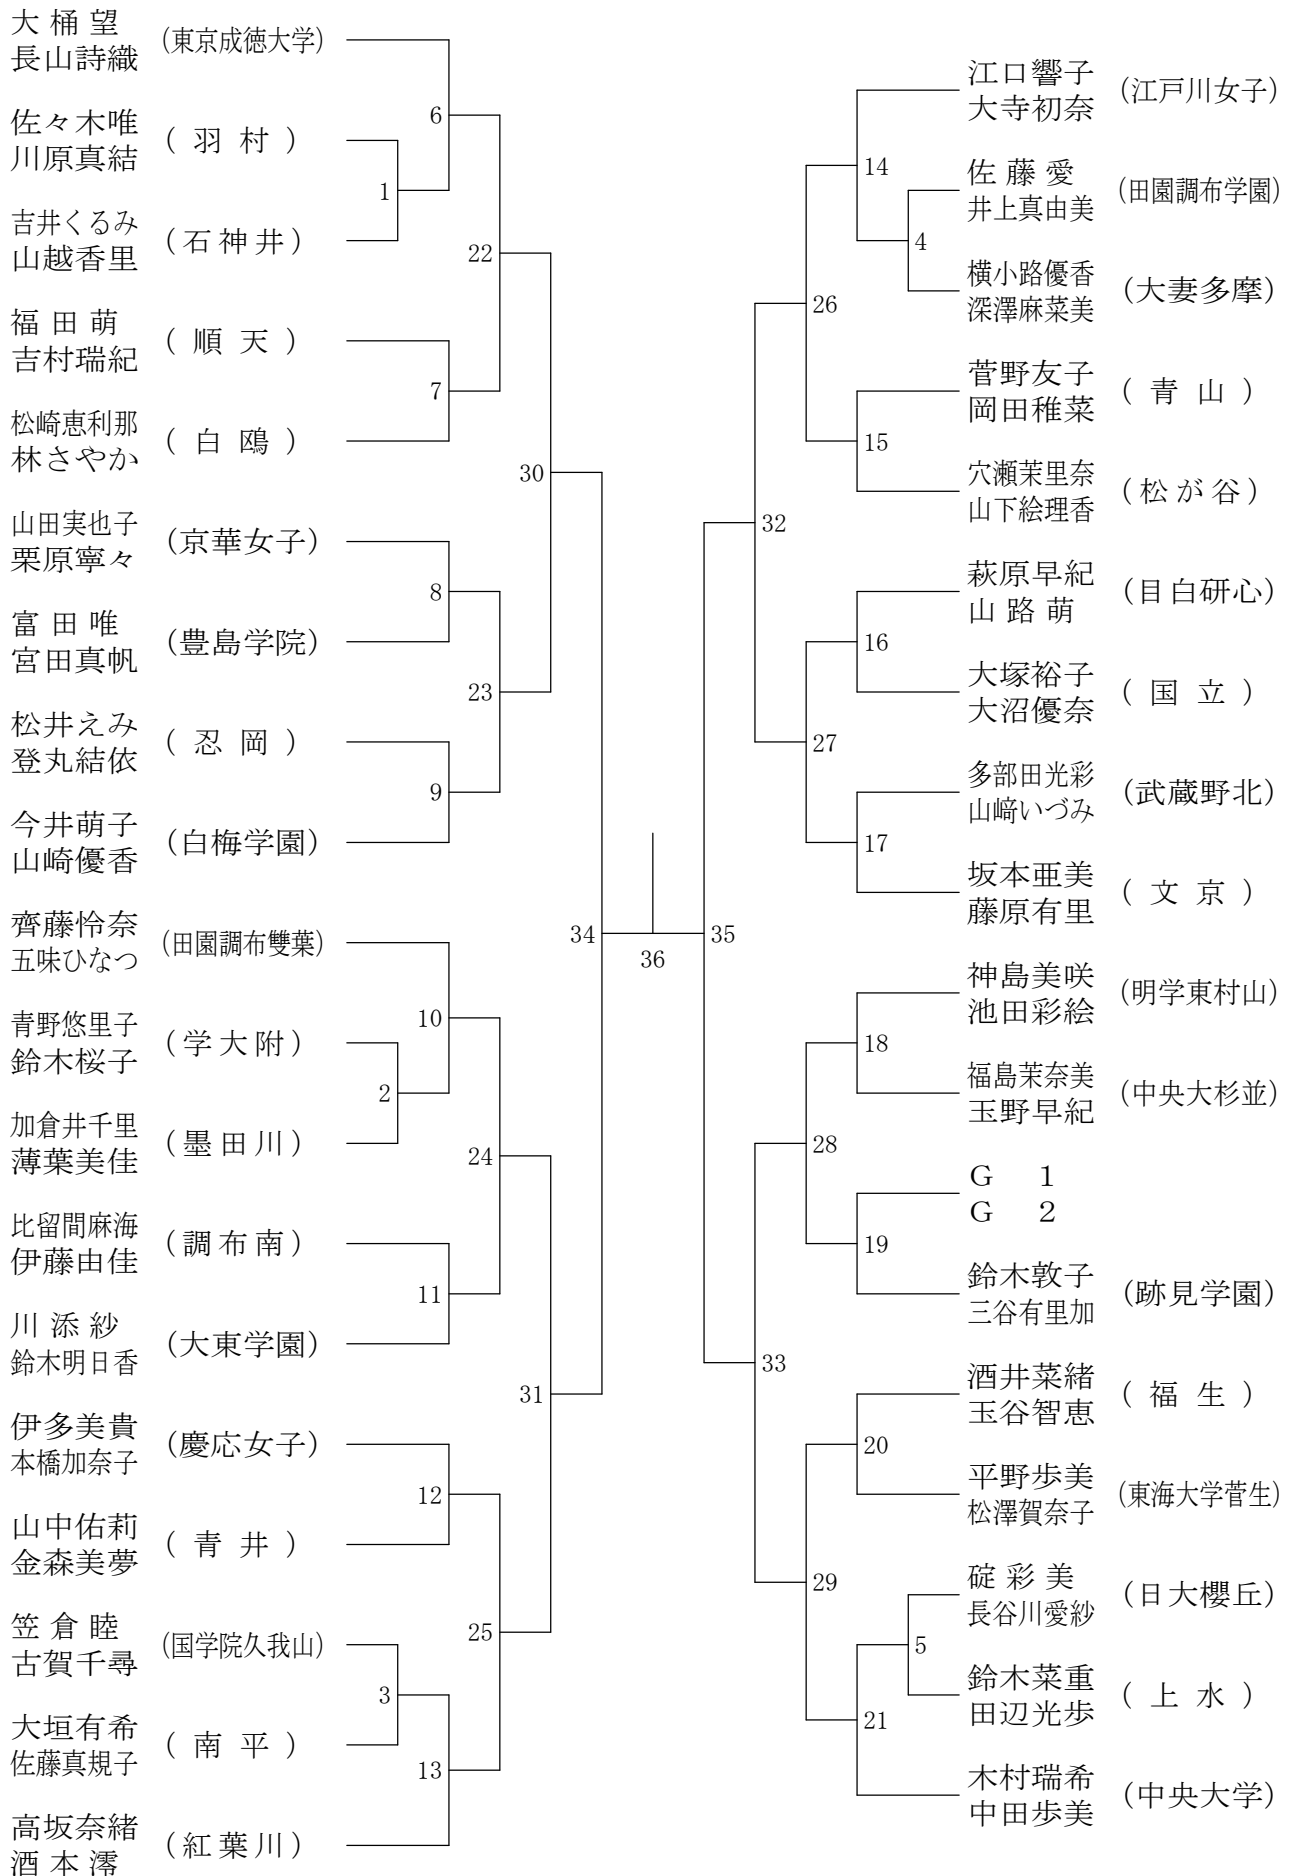 大桶望
長山詩織
(東京成徳大学)
佐々木唯
川原真結
(羽村)
吉井くるみ
山越香里
(石神井)
福田萌
吉村瑞紀
(順天)
松崎恵利那
林さやか
(白鴎)
山田実也子
栗原寧々
(京華女子)
富田唯
宮田真帆
(豊島学院)
松井えみ
登丸結依
(忍岡)
今井萌子
山崎優香
(白梅学園)
齊藤怜奈
五味ひなつ
(田園調布雙葉)
青野悠里子
鈴木桜子
(学大附)
加倉井千里
薄葉美佳
(墨田川)
比留間麻海
伊藤由佳
(調布南)
川添紗
鈴木明日香
(大東学園)
伊多美貴
本橋加奈子
(慶応女子)
山中佑莉
金森美夢
(青井)
笠倉睦
古賀千尋
(国学院久我山)
大垣有希
佐藤真規子
(南平)
高坂奈緒
酒本澪
(紅葉川)
1
2
3
6
7
8
9
10
11
12
13
22
23
24
25
30
31
34
36
35
32
33
26
27
28
29
14
15
16
17
18
19
20
21
4
5
江口響子
大寺初奈
(江戸川女子)
佐藤愛
井上真由美
(田園調布学園)
横小路優香
深澤麻菜美
(大妻多摩)
菅野友子
岡田稚菜
(青山)
穴瀬茉里奈
山下絵理香
(松が谷)
萩原早紀
山路萌
(目白研心)
大塚裕子
大沼優奈
(国立)
多部田光彩
山﨑いづみ
(武蔵野北)
坂本亜美
藤原有里
(文京)
神島美咲
池田彩絵
(明学東村山)
福島茉奈美
玉野早紀
(中央大杉並)
G 1
G 2
鈴木敦子
三谷有里加
(跡見学園)
酒井菜緒
玉谷智恵
(福生)
平野歩美
松澤賀奈子
(東海大学菅生)
碇彩美
長谷川愛紗
(日大櫻丘)
鈴木菜重
田辺光歩
(上水)
木村瑞希
中田歩美
(中央大学)